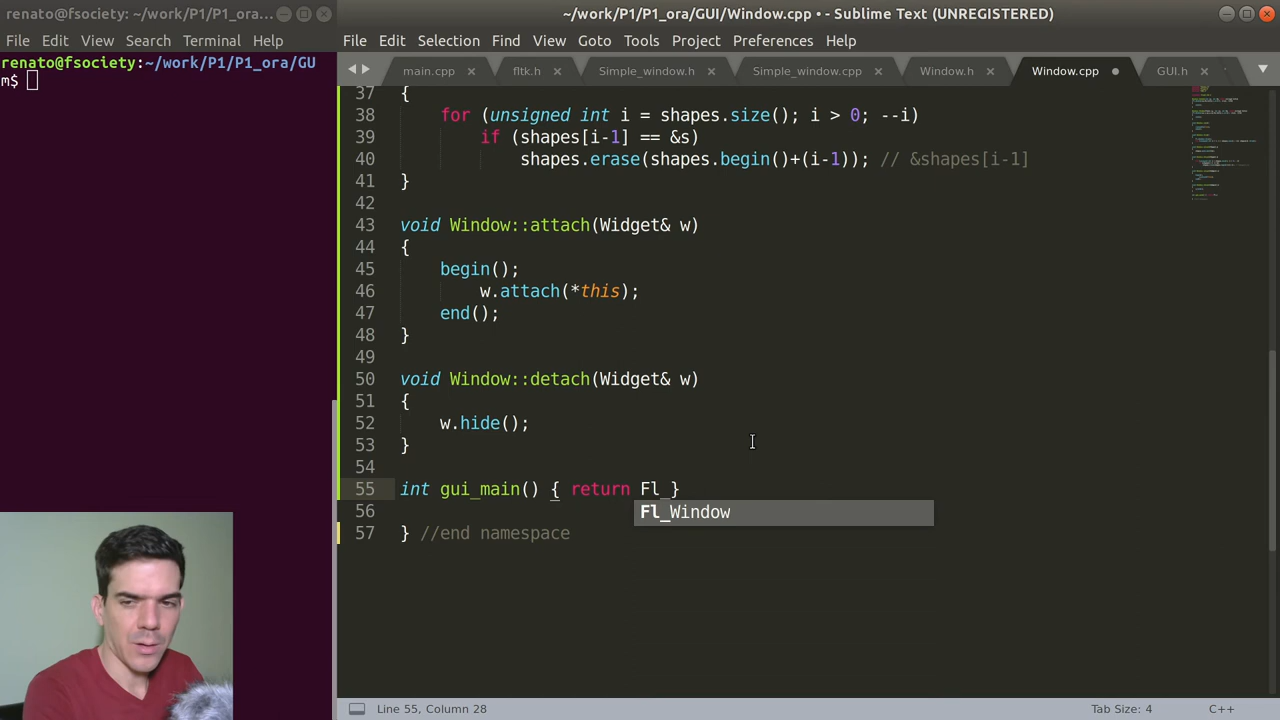 renato@fsociety: ~/work/P1/P1_ora...
File Edit View Search Terminal Help
renato@fsociety:~/work/P1/P1_ora/GU
m$
~/work/P1/P1_ora/GUI/Window.cpp • - Sublime Text (UNREGISTERED)
File Edit Selection Find View Goto Tools Project Preferences Help
main.cpp fltk.h Simple_window.h Simple_window.cpp Window.h Window.cpp GUI.h
37 {
38 for (unsigned int i = shapes.size(); i > 0; --i)
39 if (shapes[i-1] == &s)
40 shapes.erase(shapes.begin()+(i-1)); // &shapes[i-1]
41 }
42
43 void Window::attach(Widget& w)
44 {
45 begin();
46 w.attach(*this);
47 end();
48 }
49
50 void Window::detach(Widget& w)
51 {
52 w.hide();
53 }
54
55 int gui_main() { return Fl_}
56 Fl_Window
57 } //end namespace
Line 55, Column 28 Tab Size: 4 C++